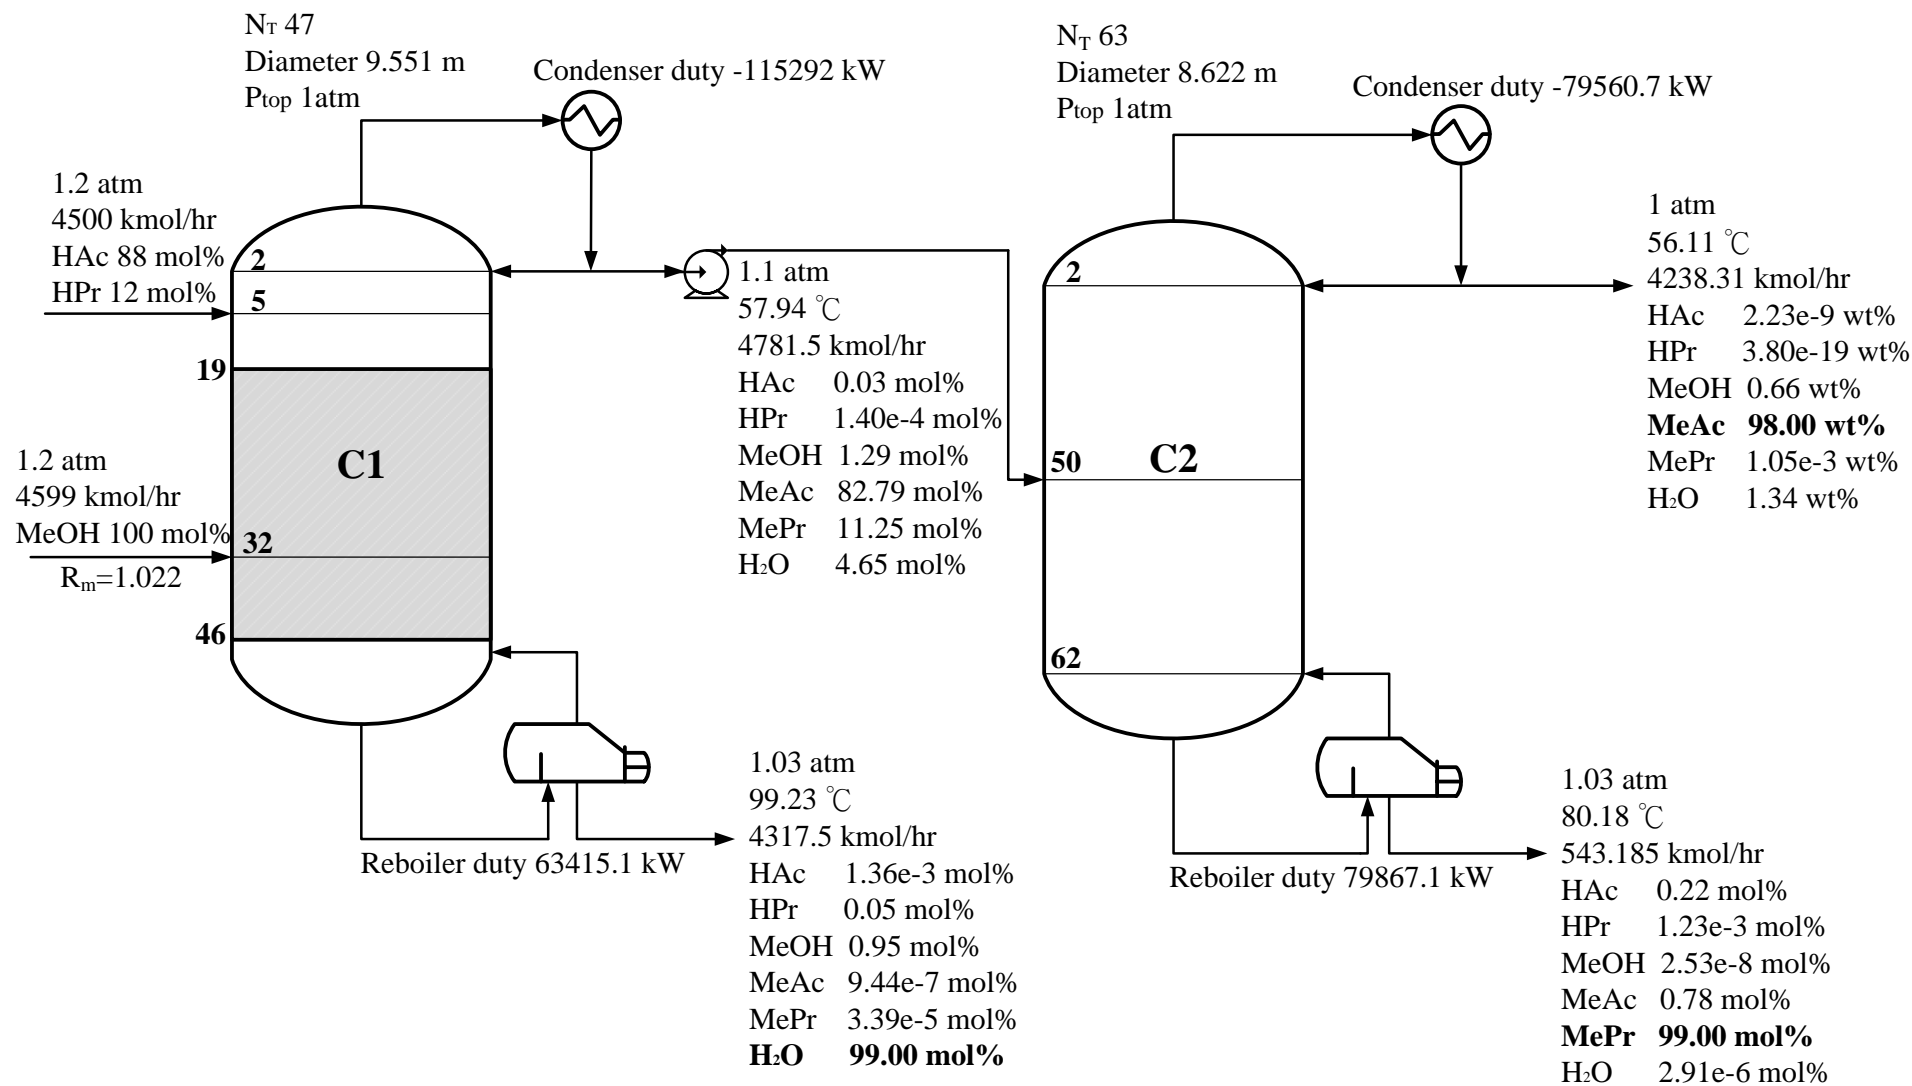 N_T 47
Diameter 9.551 m
Ptop 1atm
Condenser duty -115292 kW
1.2 atm
4500 kmol/hr
HAc 88 mol%
HPr 12 mol%
2
5
19
C1
1.2 atm
4599 kmol/hr
MeOH 100 mol%
32
R_m=1.022
46
Reboiler duty 63415.1 kW
1.1 atm
57.94 ℃
4781.5 kmol/hr
HAc 0.03 mol%
HPr 1.40e-4 mol%
MeOH 1.29 mol%
MeAc 82.79 mol%
MePr 11.25 mol%
H₂O 4.65 mol%
1.03 atm
99.23 ℃
4317.5 kmol/hr
HAc 1.36e-3 mol%
HPr 0.05 mol%
MeOH 0.95 mol%
MeAc 9.44e-7 mol%
MePr 3.39e-5 mol%
H₂O 99.00 mol%
N_T 63
Diameter 8.622 m
Ptop 1atm
Condenser duty -79560.7 kW
2
50
C2
62
Reboiler duty 79867.1 kW
1 atm
56.11 ℃
4238.31 kmol/hr
HAc 2.23e-9 wt%
HPr 3.80e-19 wt%
MeOH 0.66 wt%
MeAc 98.00 wt%
MePr 1.05e-3 wt%
H₂O 1.34 wt%
1.03 atm
80.18 ℃
543.185 kmol/hr
HAc 0.22 mol%
HPr 1.23e-3 mol%
MeOH 2.53e-8 mol%
MeAc 0.78 mol%
MePr 99.00 mol%
H₂O 2.91e-6 mol%